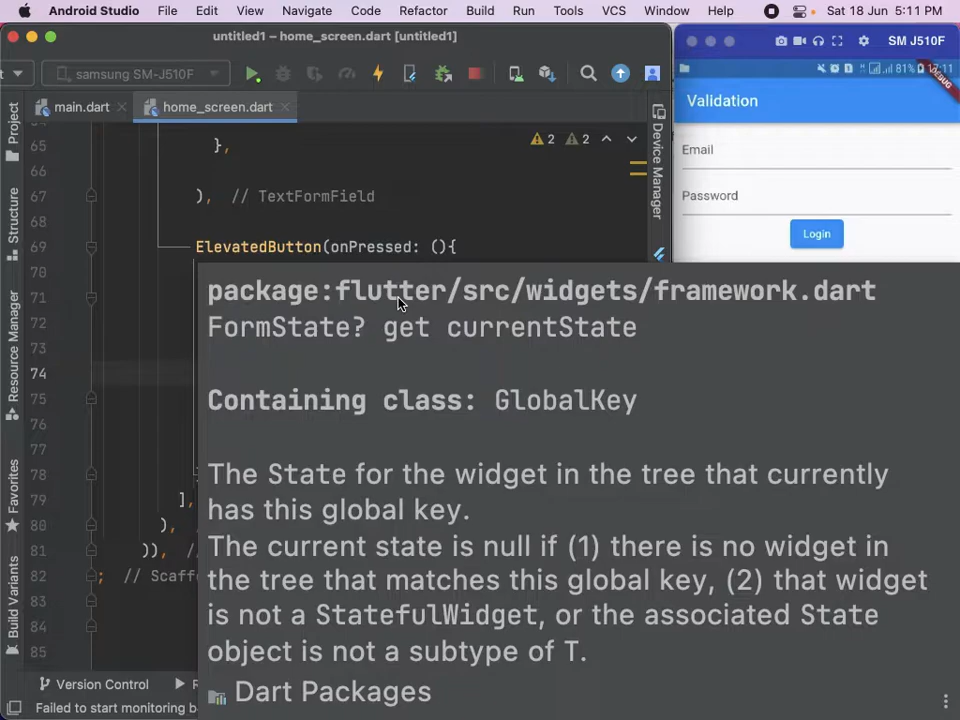 Android Studio File Edit View Navigate Code Refactor Build Run Tools VCS Window Help Sat 18 Jun 5:11 PM
untitled1 – home_screen.dart [untitled1]
SM J510F
samsung SM-J510F
81% 17:11
DEBUG
main.dart
home_screen.dart
Validation
Project
Structure
Resource Manager
Favorites
Build Variants
Device Manager
2 2
65 },
66
67 ), // TextFormField
68
69 ElevatedButton(onPressed: (){
70
71
72
73
74
75
76
77
78
79 ],
80 ),
81 )), //
82 ; // Scaff
83
84
85
Email
Password
Login
package:flutter/src/widgets/framework.dart
FormState? get currentState
Containing class: GlobalKey
The State for the widget in the tree that currently
has this global key.
The current state is null if (1) there is no widget in
the tree that matches this global key, (2) that widget
is not a StatefulWidget, or the associated State
object is not a subtype of T.
Dart Packages
Version Control
Failed to start monitoring b